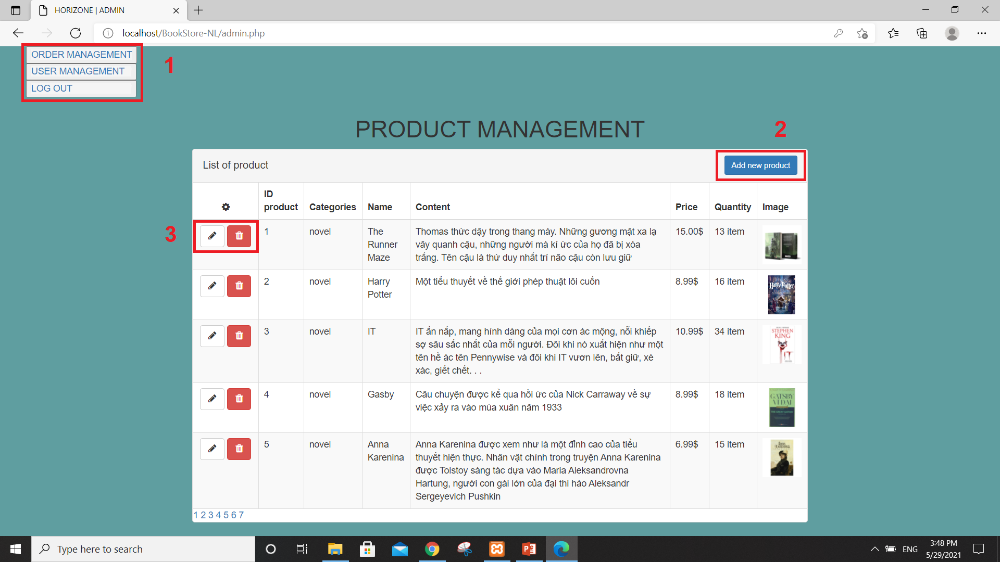 HORIZONE | ADMIN
localhost/BookStore-NL/admin.php
ORDER MANAGEMENT
USER MANAGEMENT
LOG OUT
1
PRODUCT MANAGEMENT
2
List of product
Add new product
ID product
Categories
Name
Content
Price
Quantity
Image
3
1
novel
The
Runner
Maze
Thomas thức dậy trong thang máy. Những gương mặt xa lạ
vây quanh cậu, những người mà kí ức của họ đã bị xóa
trắng. Tên cậu là thứ duy nhất trí não cậu còn lưu giữ
15.00$
13 item
2
novel
Harry
Potter
Một tiểu thuyết về thế giới phép thuật lôi cuốn
8.99$
16 item
Harry Potter
3
novel
IT
IT ẩn nấp, mang hình dáng của mọi cơn ác mộng, nỗi khiếp
sợ sâu sắc nhất của mỗi người. Đôi khi nó xuất hiện như một
tên hề ác tên Pennywise và đôi khi IT vươn lên, bắt giữ, xé
xác, giết chết. . .
10.99$
34 item
STEPHEN
KING
IT
4
novel
Gasby
Câu chuyện được kể qua hồi ức của Nick Carraway về sự
việc xảy ra vào mùa xuân năm 1933
8.99$
18 item
GATSBY
VĨ ĐẠI
THE GREAT GATSBY
5
novel
Anna
Karenina
Anna Karenina được xem như là một đỉnh cao của tiểu
thuyết hiện thực. Nhân vật chính trong truyện Anna Karenina
được Tolstoy sáng tác dựa vào Maria Aleksandrovna
Hartung, người con gái lớn của đại thi hào Aleksandr
Sergeyevich Pushkin
6.99$
15 item
ANNA
KARENINA
1 2 3 4 5 6 7
Type here to search
ENG
3:48 PM
5/29/2021